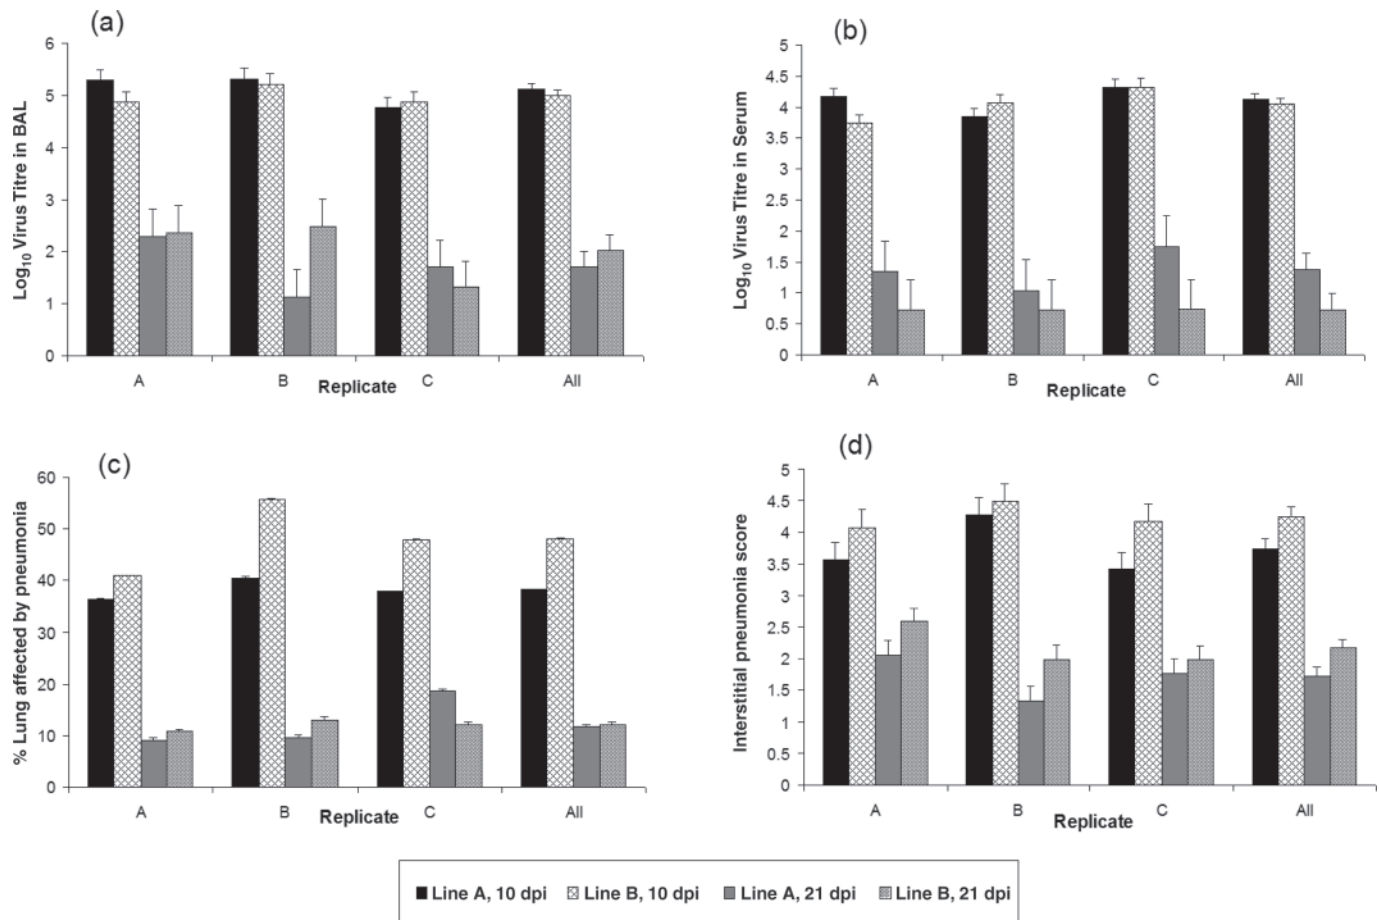 (a)
6
5
4
3
2
1
0
Log10 Virus Titre in BAL
A
B
C
All
Replicate
(b)
5
4.5
4
3.5
3
2.5
2
1.5
1
0.5
0
Log10 Virus Titre in Serum
A
B
C
All
Replicate
(c)
60
50
40
30
20
10
0
% Lung affected by pneumonia
A
B
C
All
Replicate
(d)
5
4.5
4
3.5
3
2.5
2
1.5
1
0.5
0
Interstitial pneumonia score
A
B
C
All
Replicate
Line A, 10 dpi Line B, 10 dpi Line A, 21 dpi Line B, 21 dpi